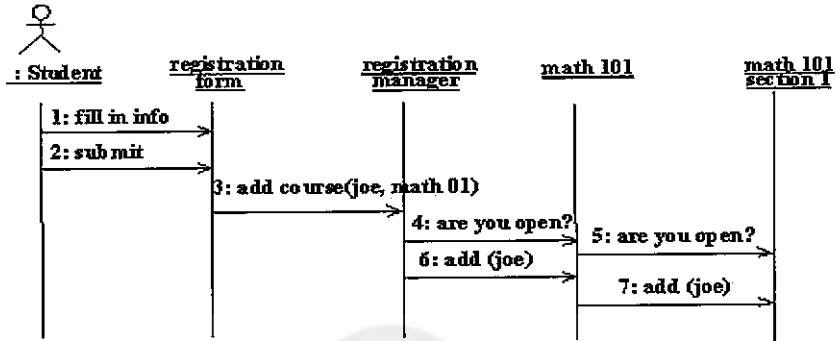 : Student
registration
form
registration
manager
math 101
math 101
section 1
1: fill in info
2: submit
3: add course(joe, math 01)
4: are you open?
5: are you open?
6: add (joe)
7: add (joe)